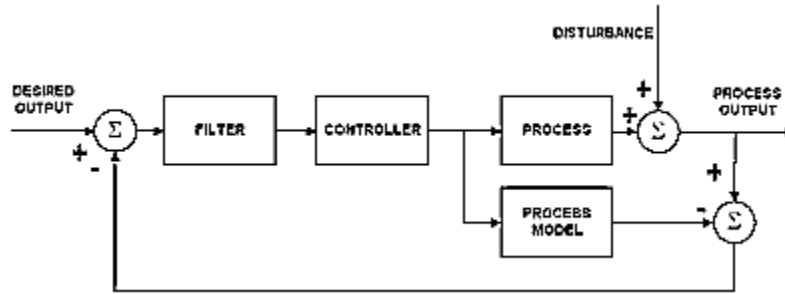 DISTURBANCE
DESIRED
OUTPUT
PROCESS
OUTPUT
+
+
Σ
FILTER
CONTROLLER
PROCESS
Σ
+
-
+
PROCESS
MODEL
-
Σ